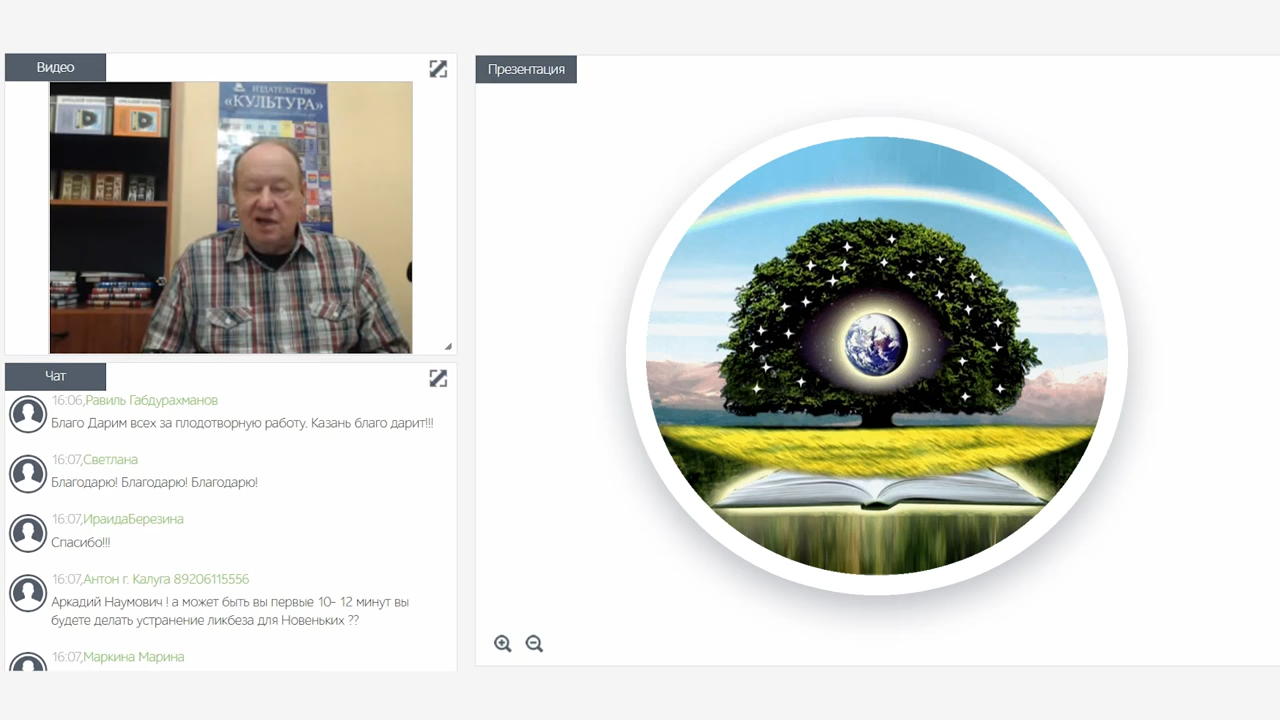 Видео
ИЗДАТЕЛЬСТВО
«КУЛЬТУРА»
Презентация
Чат
16:06,Равиль Габдурахманов
Благо Дарим всех за плодотворную работу. Казань благо дарит!!!
16:07,Светлана
Благодарю! Благодарю! Благодарю!
16:07,ИраидаБерезина
Спасибо!!!
16:07,Антон г. Калуга 89206115556
Аркадий Наумович ! а может быть вы первые 10- 12 минут вы
будете делать устранение ликбеза для Новеньких ??
16:07,Маркина Марина